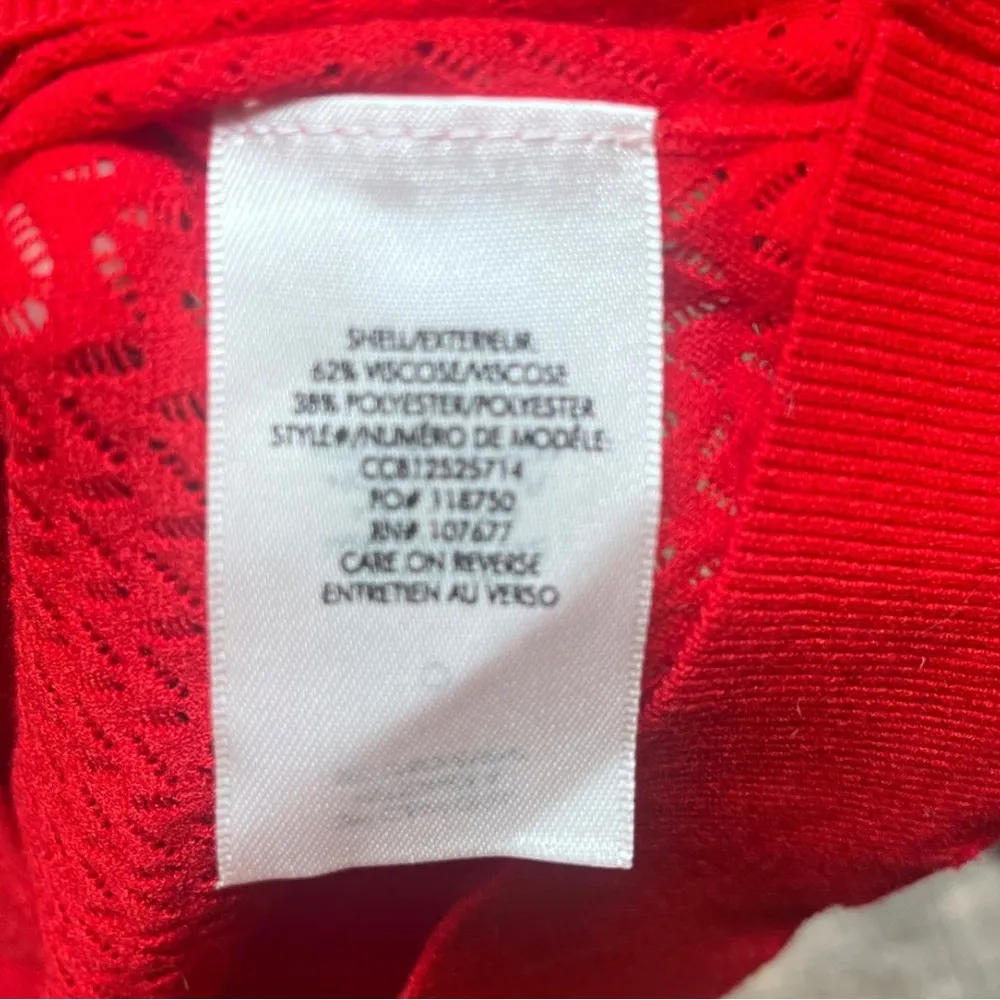 SHELL/EXTERIEUR
62% VISCOSE/VISCOSE
38% POLYESTER/POLYESTER
STYLE#/NUMÉRO DE MODÈLE:
CC812525714
PO# 118750
RN# 107677
CARE ON REVERSE
ENTRETIEN AU VERSO